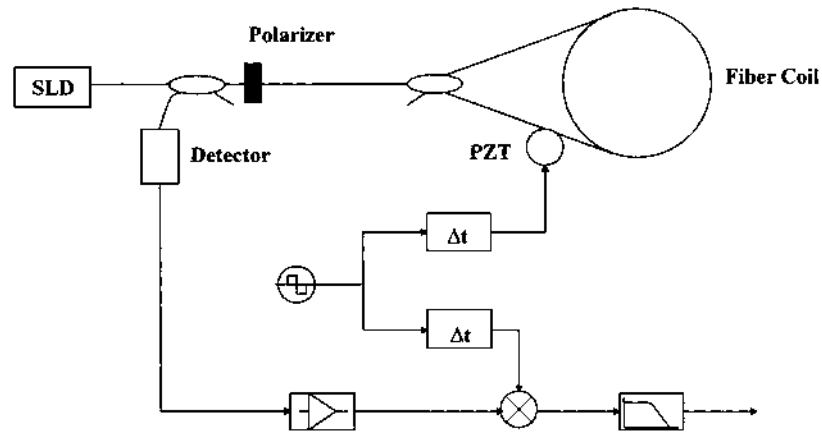 Polarizer
SLD
Fiber Coil
Detector
PZT
Δt
Δt